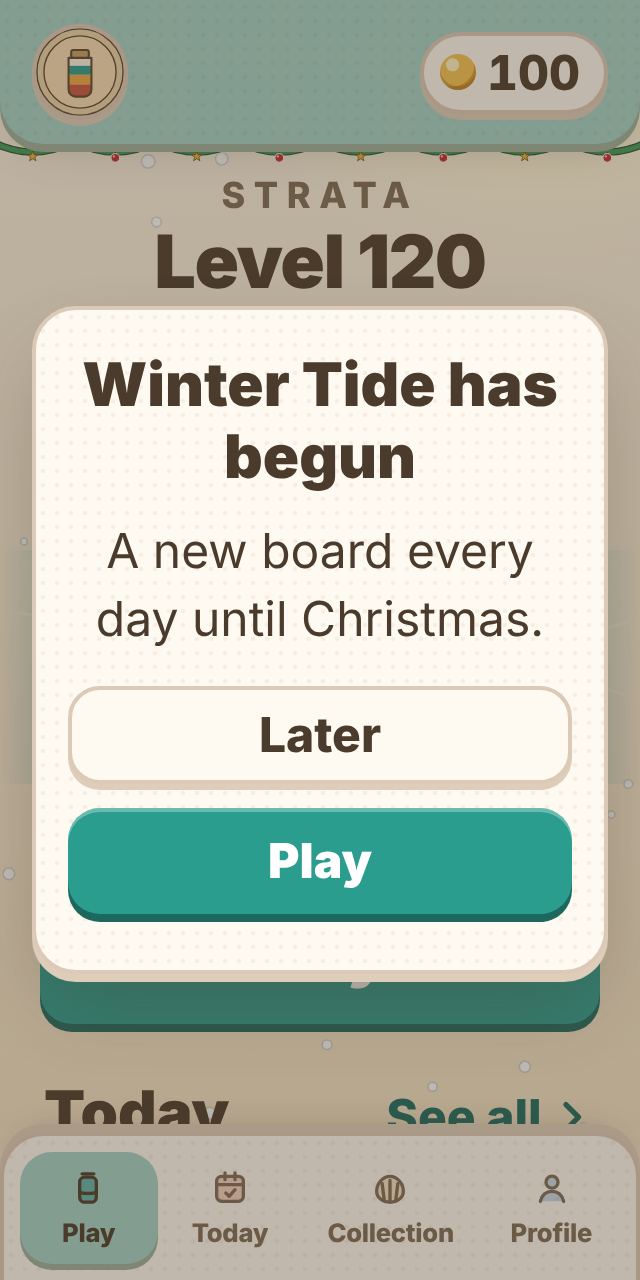 100
STRATA
Level 120
Winter Tide has
begun
A new board every
day until Christmas.
Later
Play
Today
See all
Play
Today
Collection
Profile